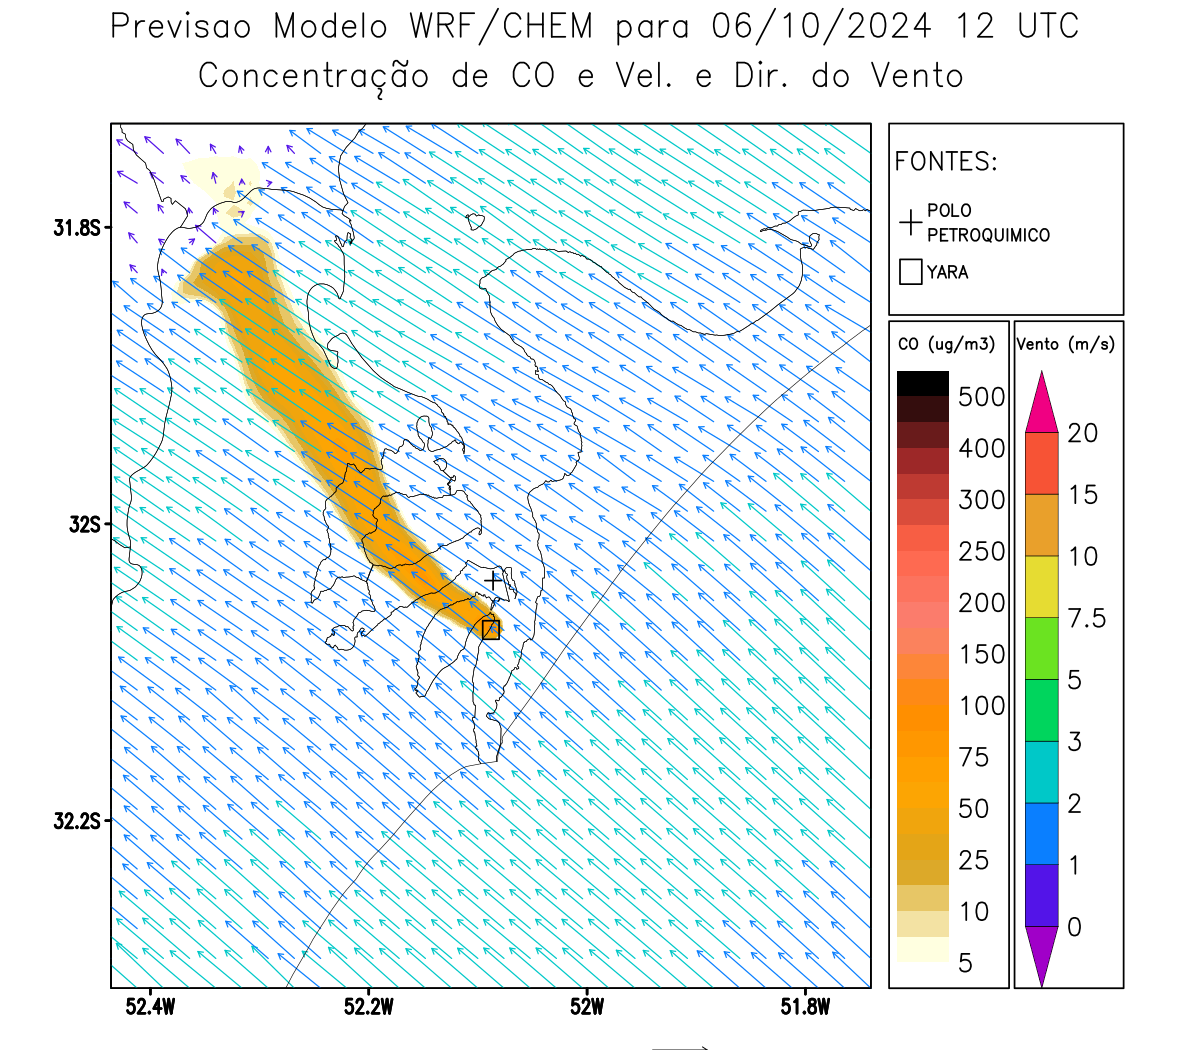 Previsao Modelo WRF/CHEM para 06/10/2024 12 UTC
Concentração de CO e Vel. e Dir. do Vento
FONTES:
POLO
PETROQUIMICO
YARA
CO (ug/m3)
500
400
300
250
200
150
100
75
50
25
10
5
Vento (m/s)
20
15
10
7.5
5
3
2
1
0
31.8S
32S
32.2S
52.4W
52.2W
52W
51.8W